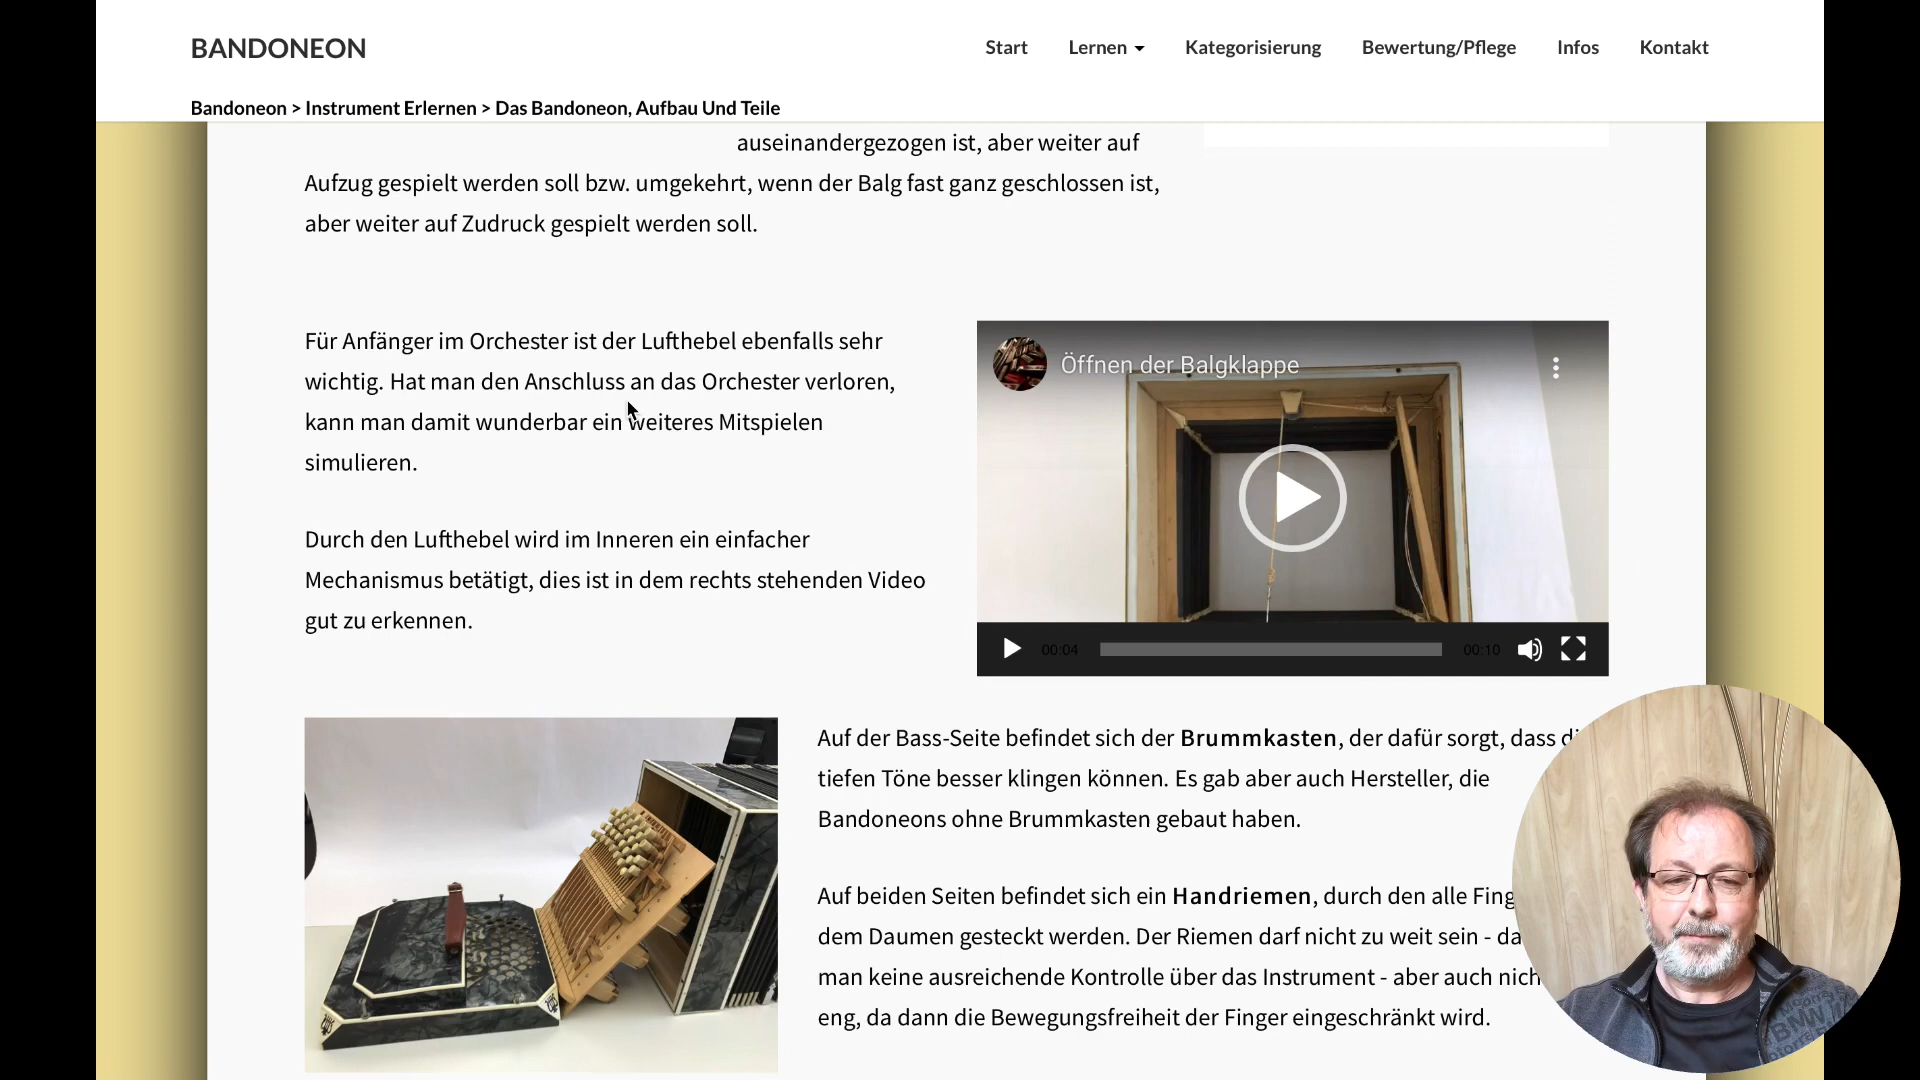 BANDONEON
Start
Lernen
Kategorisierung
Bewertung/Pflege
Infos
Kontakt
Bandoneon > Instrument Erlernen > Das Bandoneon, Aufbau Und Teile
auseinandergezogen ist, aber weiter auf
Aufzug gespielt werden soll bzw. umgekehrt, wenn der Balg fast ganz geschlossen ist,
aber weiter auf Zudruck gespielt werden soll.
Für Anfänger im Orchester ist der Lufthebel ebenfalls sehr
wichtig. Hat man den Anschluss an das Orchester verloren,
kann man damit wunderbar ein weiteres Mitspielen
simulieren.
Durch den Lufthebel wird im Inneren ein einfacher
Mechanismus betätigt, dies ist in dem rechts stehenden Video
gut zu erkennen.
Öffnen der Balgklappe
00:04
00:10
Auf der Bass-Seite befindet sich der Brummkasten, der dafür sorgt, dass
tiefen Töne besser klingen können. Es gab aber auch Hersteller, die
Bandoneons ohne Brummkasten gebaut haben.
Auf beiden Seiten befindet sich ein Handriemen, durch den alle
dem Daumen gesteckt werden. Der Riemen darf nicht zu weit sein -
man keine ausreichende Kontrolle über das Instrument - aber auch
eng, da dann die Bewegungsfreiheit der Finger eingeschränkt wird.
BMW